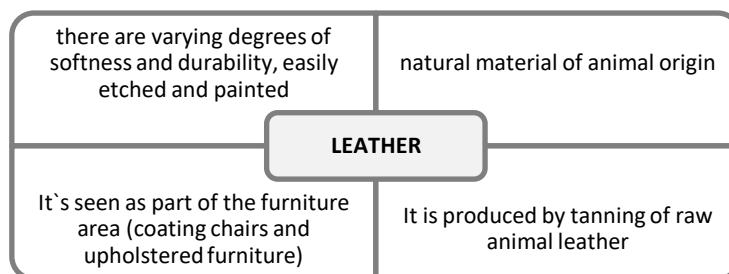 there are varying degrees of
softness and durability, easily
etched and painted
natural material of animal origin
LEATHER
It`s seen as part of the furniture
area (coating chairs and
upholstered furniture)
It is produced by tanning of raw
animal leather